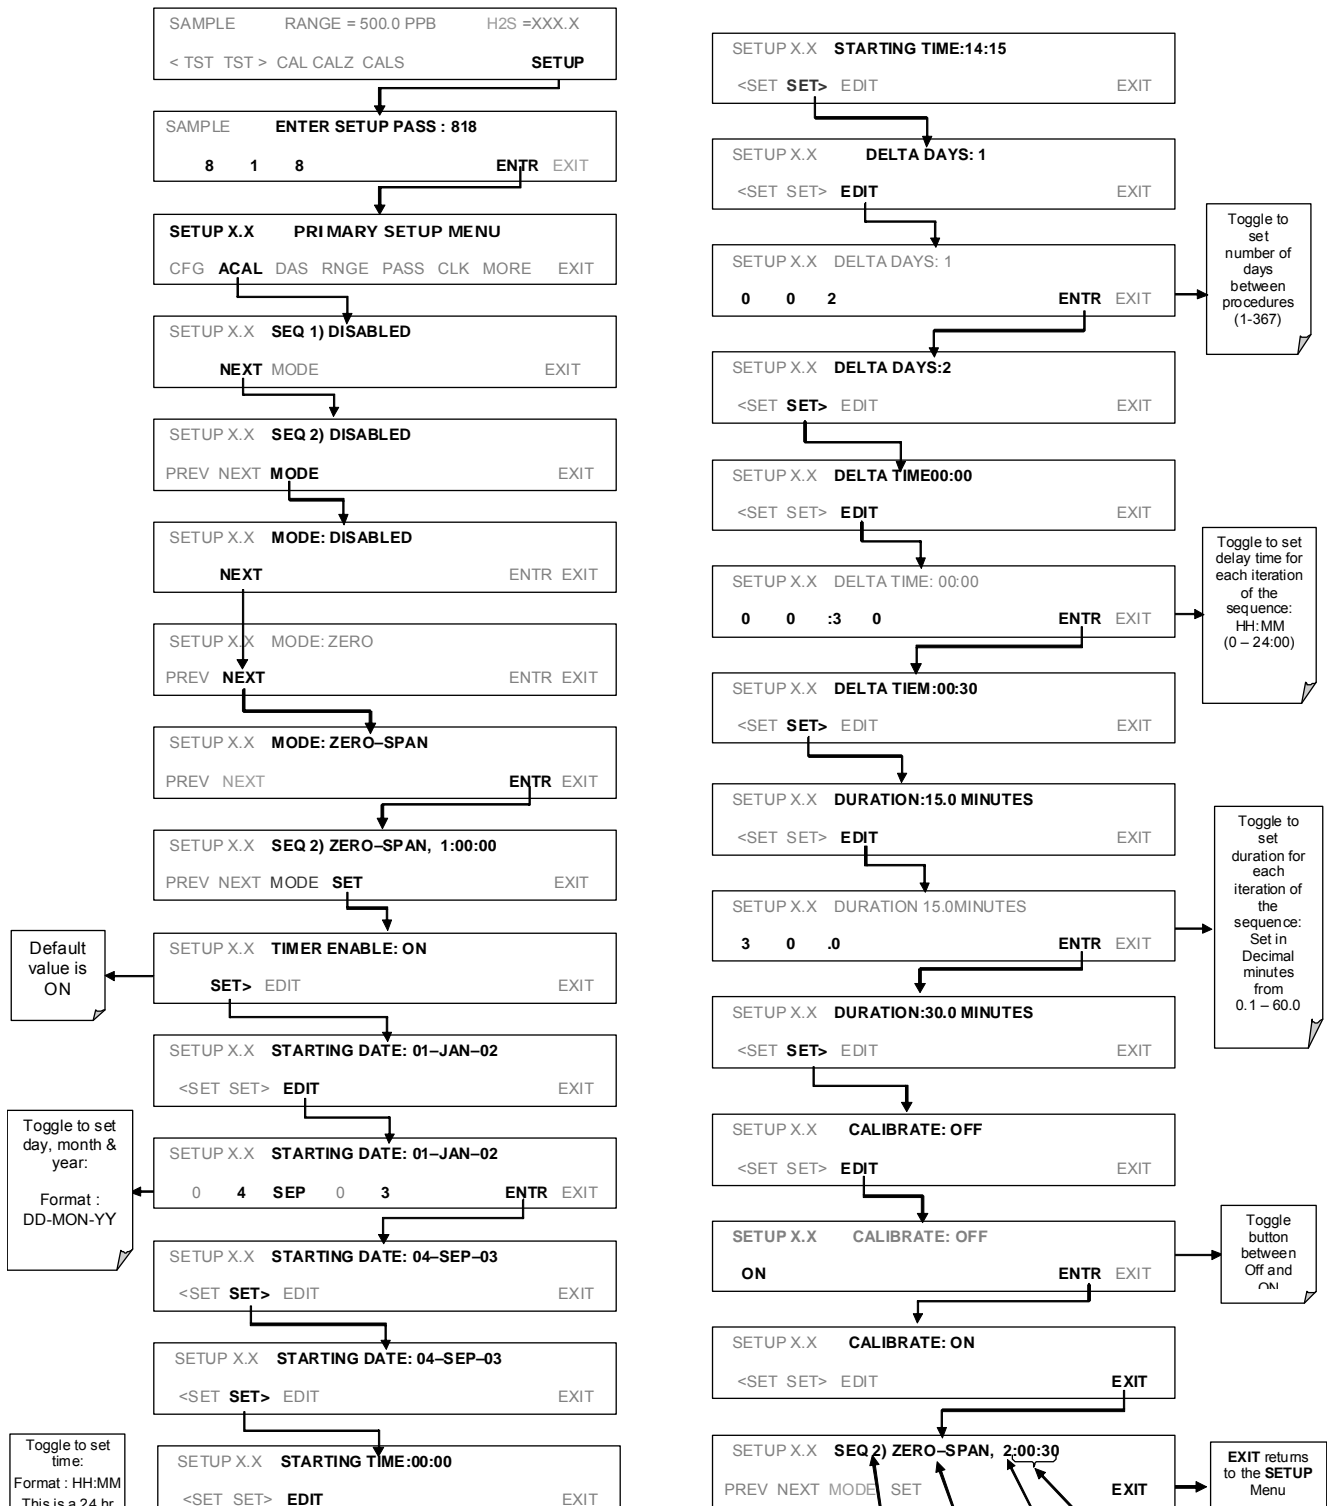 SAMPLE RANGE = 500.0 PPB H2S =XXX.X
< TST TST > CAL CALZ CALS SETUP
SAMPLE ENTER SETUP PASS : 818
8 1 8 ENTR EXIT
SETUP X.X PRIMARY SETUP MENU
CFG ACAL DAS RNGE PASS CLK MORE EXIT
SETUP X.X SEQ 1) DISABLED
NEXT MODE EXIT
SETUP X.X SEQ 2) DISABLED
PREV NEXT MODE EXIT
SETUP X.X MODE: DISABLED
NEXT ENTR EXIT
SETUP X.X MODE: ZERO
PREV NEXT ENTR EXIT
SETUP X.X MODE: ZERO–SPAN
PREV NEXT ENTR EXIT
SETUP X.X SEQ 2) ZERO–SPAN, 1:00:00
PREV NEXT MODE SET EXIT
Default
value is
ON
SETUP X.X TIMER ENABLE: ON
SET> EDIT EXIT
SETUP X.X STARTING DATE: 01–JAN–02
<SET SET> EDIT EXIT
Toggle to set
day, month &
year:
Format :
DD-MON-YY
SETUP X.X STARTING DATE: 01–JAN–02
0 4 SEP 0 3 ENTR EXIT
SETUP X.X STARTING DATE: 04–SEP–03
<SET SET> EDIT EXIT
SETUP X.X STARTING DATE: 04–SEP–03
<SET SET> EDIT EXIT
Toggle to set
time:
Format : HH:MM
This is a 24 hr
SETUP X.X STARTING TIME:00:00
<SET SET> EDIT EXIT
SETUP X.X STARTING TIME:14:15
<SET SET> EDIT EXIT
SETUP X.X DELTA DAYS: 1
<SET SET> EDIT EXIT
SETUP X.X DELTA DAYS: 1
0 0 2 ENTR EXIT
Toggle to
set
number of
days
between
procedures
(1-367)
SETUP X.X DELTA DAYS:2
<SET SET> EDIT EXIT
SETUP X.X DELTA TIME00:00
<SET SET> EDIT EXIT
SETUP X.X DELTA TIME: 00:00
0 0 :3 0 ENTR EXIT
Toggle to set
delay time for
each iteration
of the
sequence:
HH:MM
(0 – 24:00)
SETUP X.X DELTA TIEM:00:30
<SET SET> EDIT EXIT
SETUP X.X DURATION:15.0 MINUTES
<SET SET> EDIT EXIT
SETUP X.X DURATION 15.0MINUTES
3 0 .0 ENTR EXIT
Toggle to
set
duration for
each
iteration of
the
sequence:
Set in
Decimal
minutes
from
0.1 – 60.0
SETUP X.X DURATION:30.0 MINUTES
<SET SET> EDIT EXIT
SETUP X.X CALIBRATE: OFF
<SET SET> EDIT EXIT
SETUP X.X CALIBRATE: OFF
ON ENTR EXIT
Toggle
button
between
Off and
ON
SETUP X.X CALIBRATE: ON
<SET SET> EDIT EXIT
SETUP X.X SEQ 2) ZERO–SPAN, 2:00:30
PREV NEXT MODE SET EXIT
EXIT returns
to the SETUP
Menu